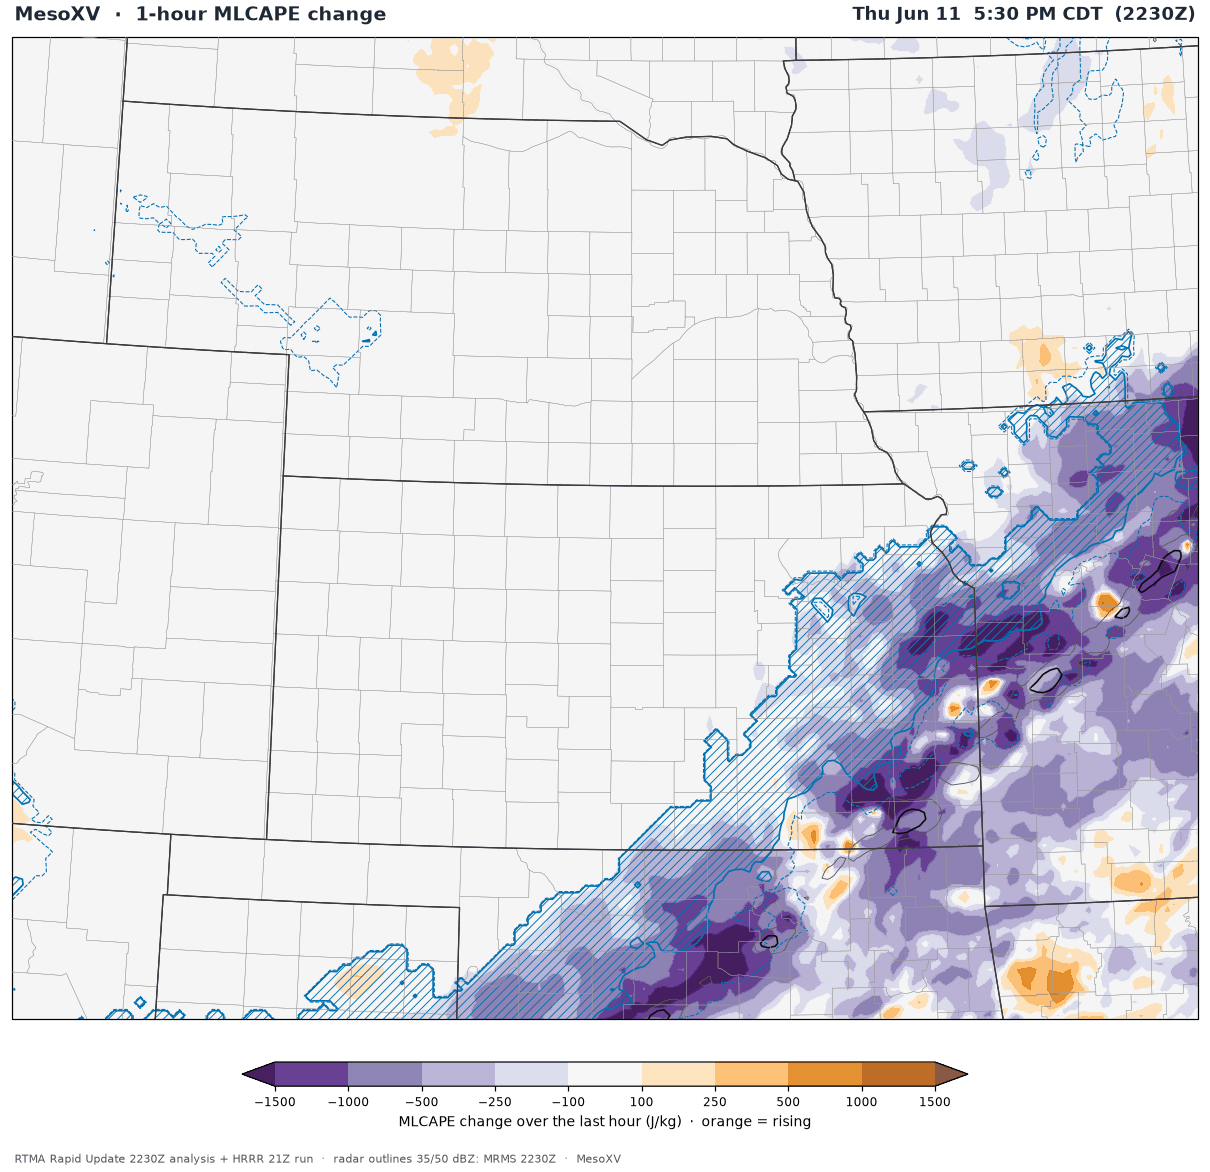 MesoXV · 1-hour MLCAPE change
Thu Jun 11 5:30 PM CDT (2230Z)
−1500 −1000 −500 −250 −100 100 250 500 1000 1500
MLCAPE change over the last hour (J/kg) · orange = rising
RTMA Rapid Update 2230Z analysis + HRRR 21Z run · radar outlines 35/50 dBZ: MRMS 2230Z · MesoXV